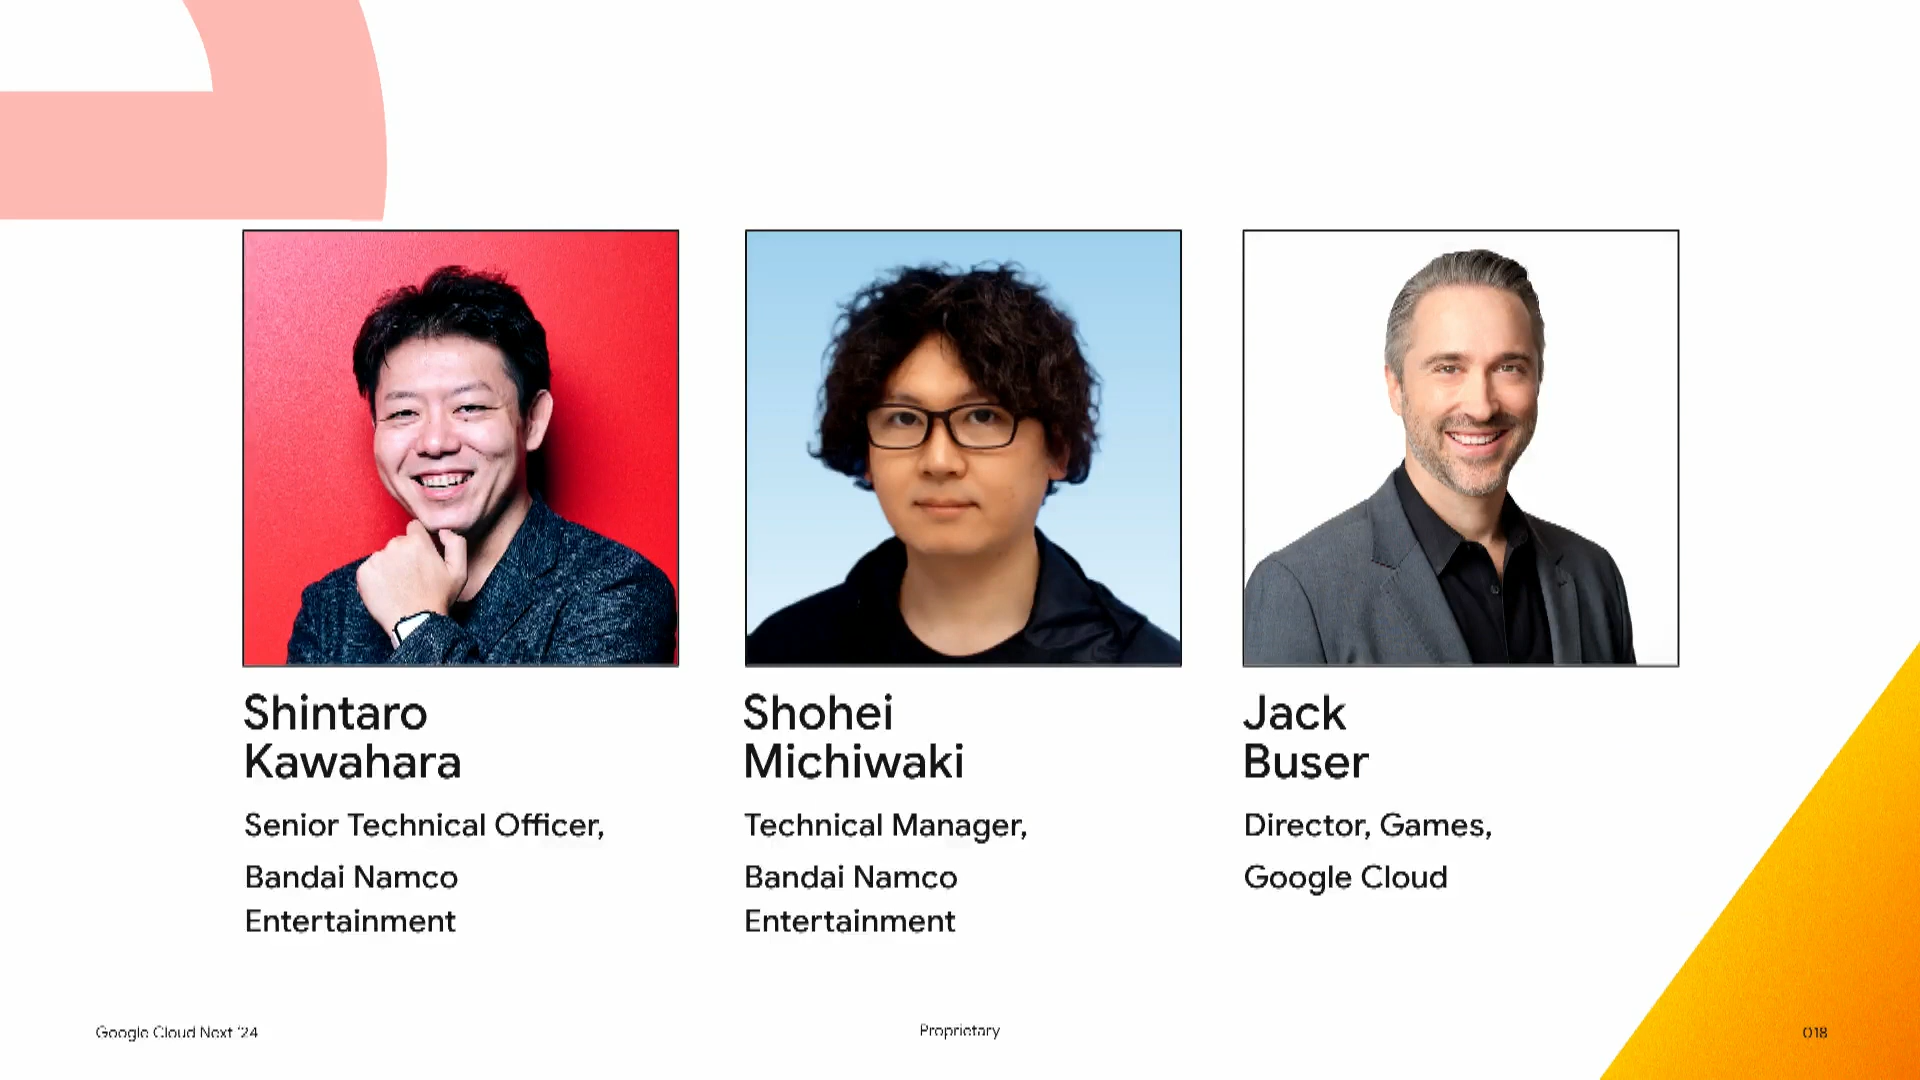 Shintaro
Kawahara
Senior Technical Officer,
Bandai Namco
Entertainment
Shohei
Michiwaki
Technical Manager,
Bandai Namco
Entertainment
Jack
Buser
Director, Games,
Google Cloud
Google Cloud Next ‘24
Proprietary
018